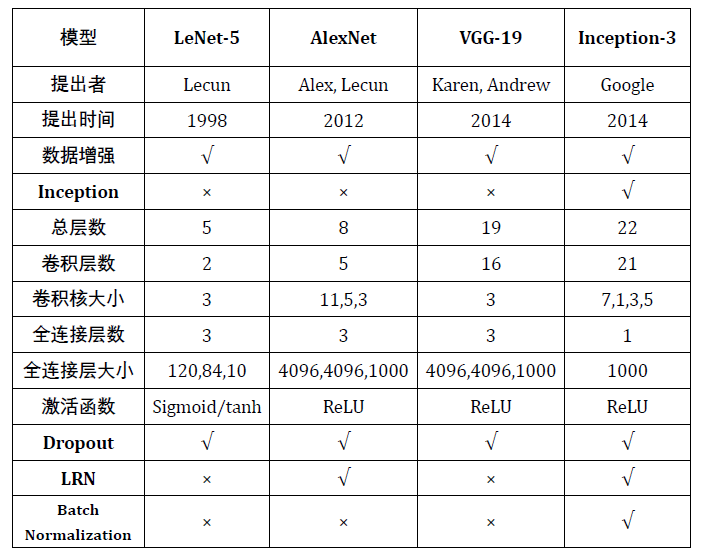 模型 LeNet-5 AlexNet VGG-19 Inception-3
提出者 Lecun Alex, Lecun Karen, Andrew Google
提出时间 1998 2012 2014 2014
数据增强 √ √ √ √
Inception × × × √
总层数 5 8 19 22
卷积层数 2 5 16 21
卷积核大小 3 11,5,3 3 7,1,3,5
全连接层数 3 3 3 1
全连接层大小 120,84,10 4096,4096,1000 4096,4096,1000 1000
激活函数 Sigmoid/tanh ReLU ReLU ReLU
Dropout √ √ √ √
LRN × √ × √
Batch
Normalization × × × √